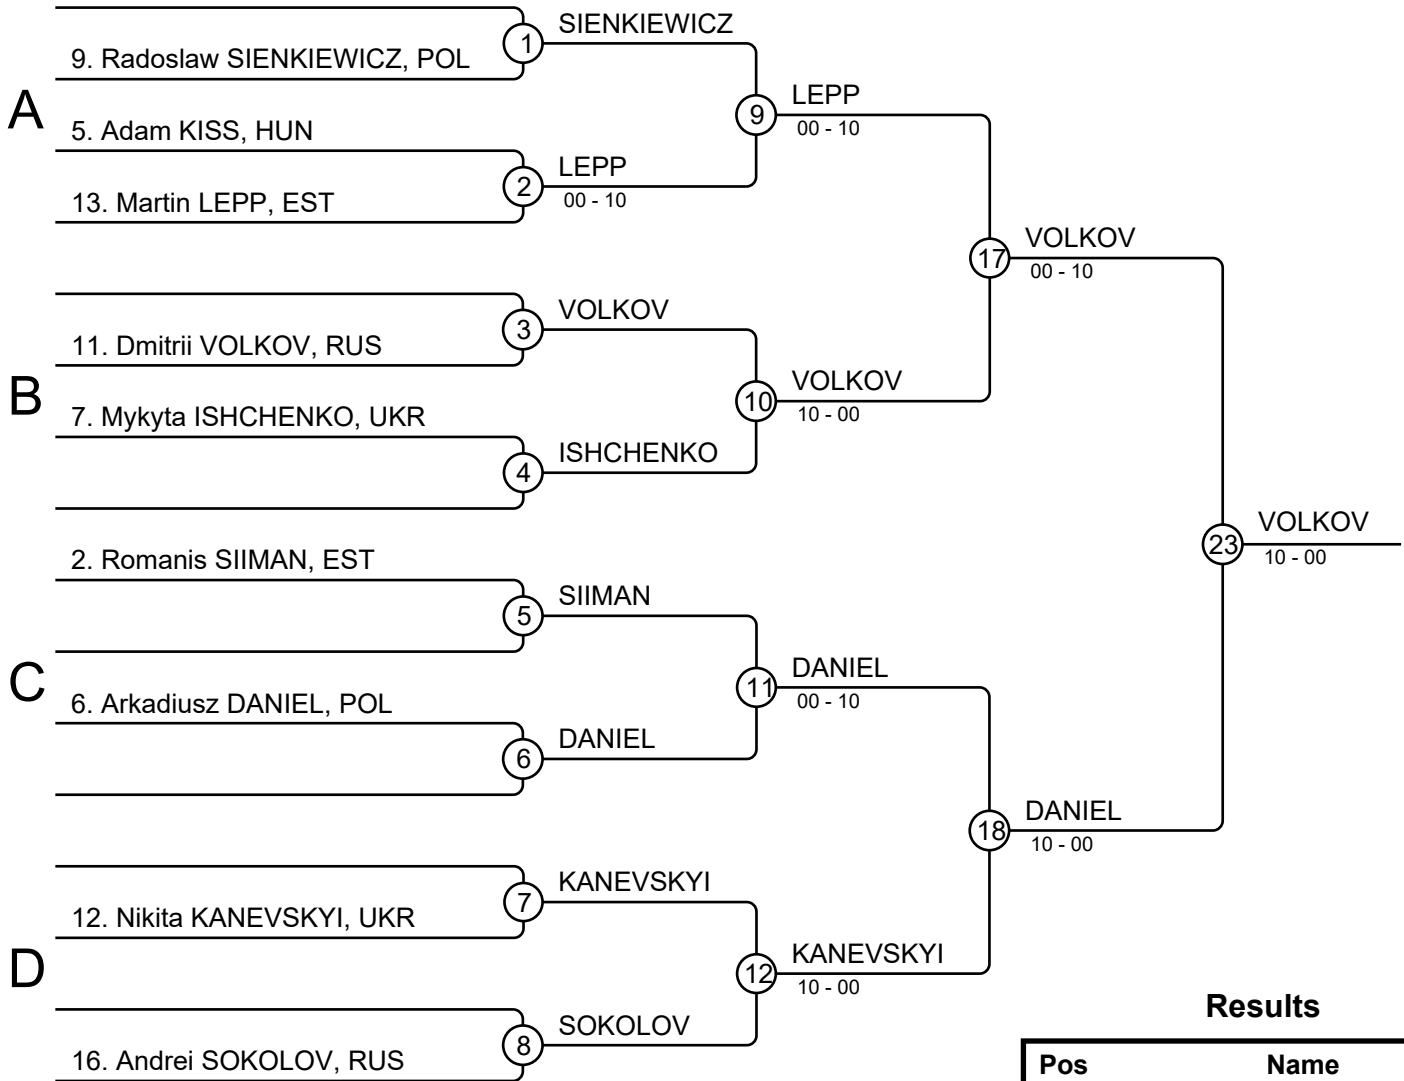 SIENKIEWICZ
1
9. Radoslaw SIENKIEWICZ, POL
A
LEPP
9
00 - 10
5. Adam KISS, HUN
LEPP
2
00 - 10
13. Martin LEPP, EST
VOLKOV
17
00 - 10
VOLKOV
3
11. Dmitrii VOLKOV, RUS
B
VOLKOV
10
10 - 00
7. Mykyta ISHCHENKO, UKR
ISHCHENKO
4
VOLKOV
23
10 - 00
2. Romanis SIIMAN, EST
SIIMAN
5
C
DANIEL
11
00 - 10
6. Arkadiusz DANIEL, POL
DANIEL
6
DANIEL
18
10 - 00
KANEVSKYI
7
12. Nikita KANEVSKYI, UKR
D
KANEVSKYI
12
10 - 00
SOKOLOV
8
16. Andrei SOKOLOV, RUS
Results
Pos Name